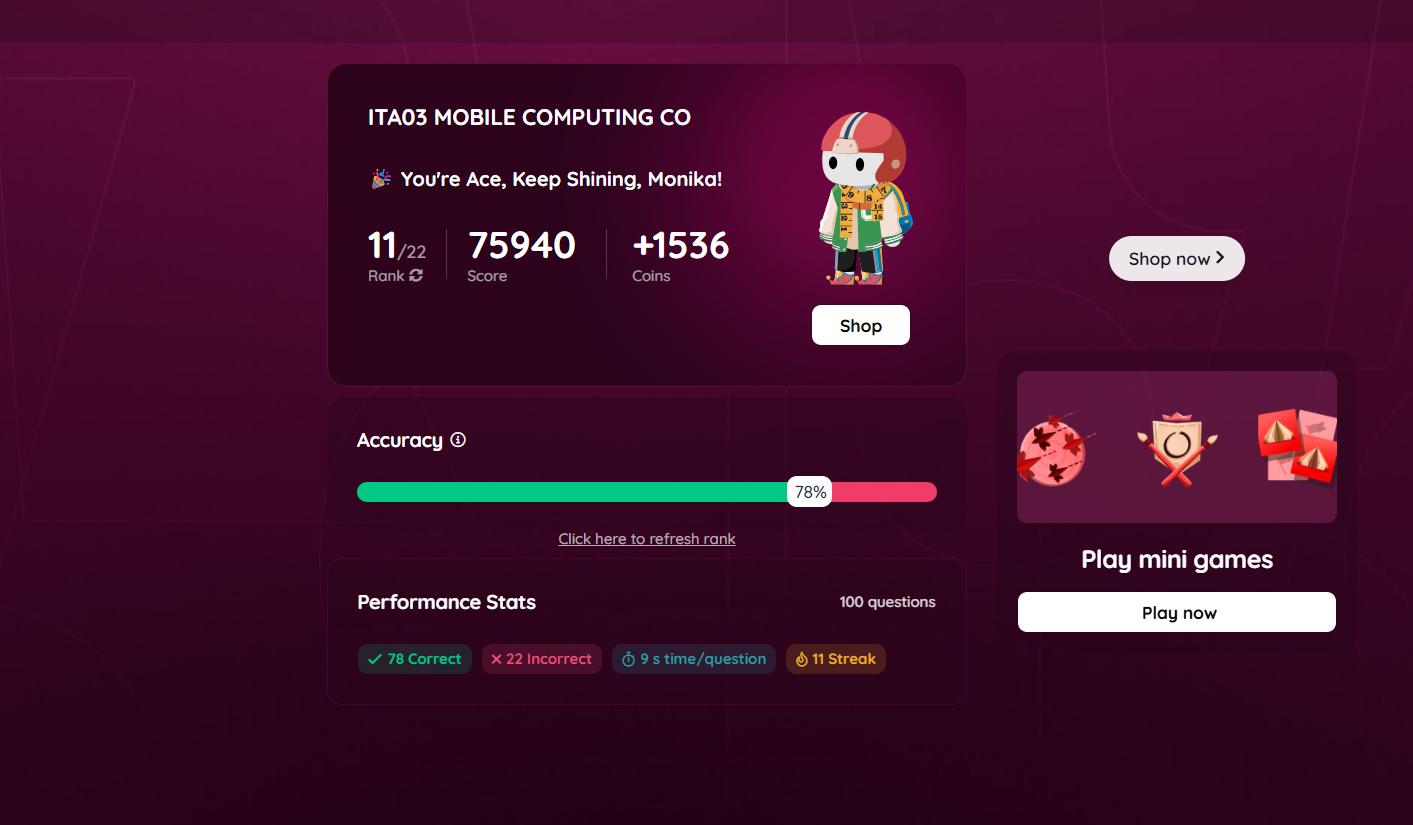 ITA03 MOBILE COMPUTING CO
🎉 You're Ace, Keep Shining, Monika!
11/22 75940 +1536
Rank Score Coins
Shop
Shop now
Accuracy
78%
Click here to refresh rank
Performance Stats 100 questions
78 Correct 22 Incorrect 9 s time/question 11 Streak
Play mini games
Play now